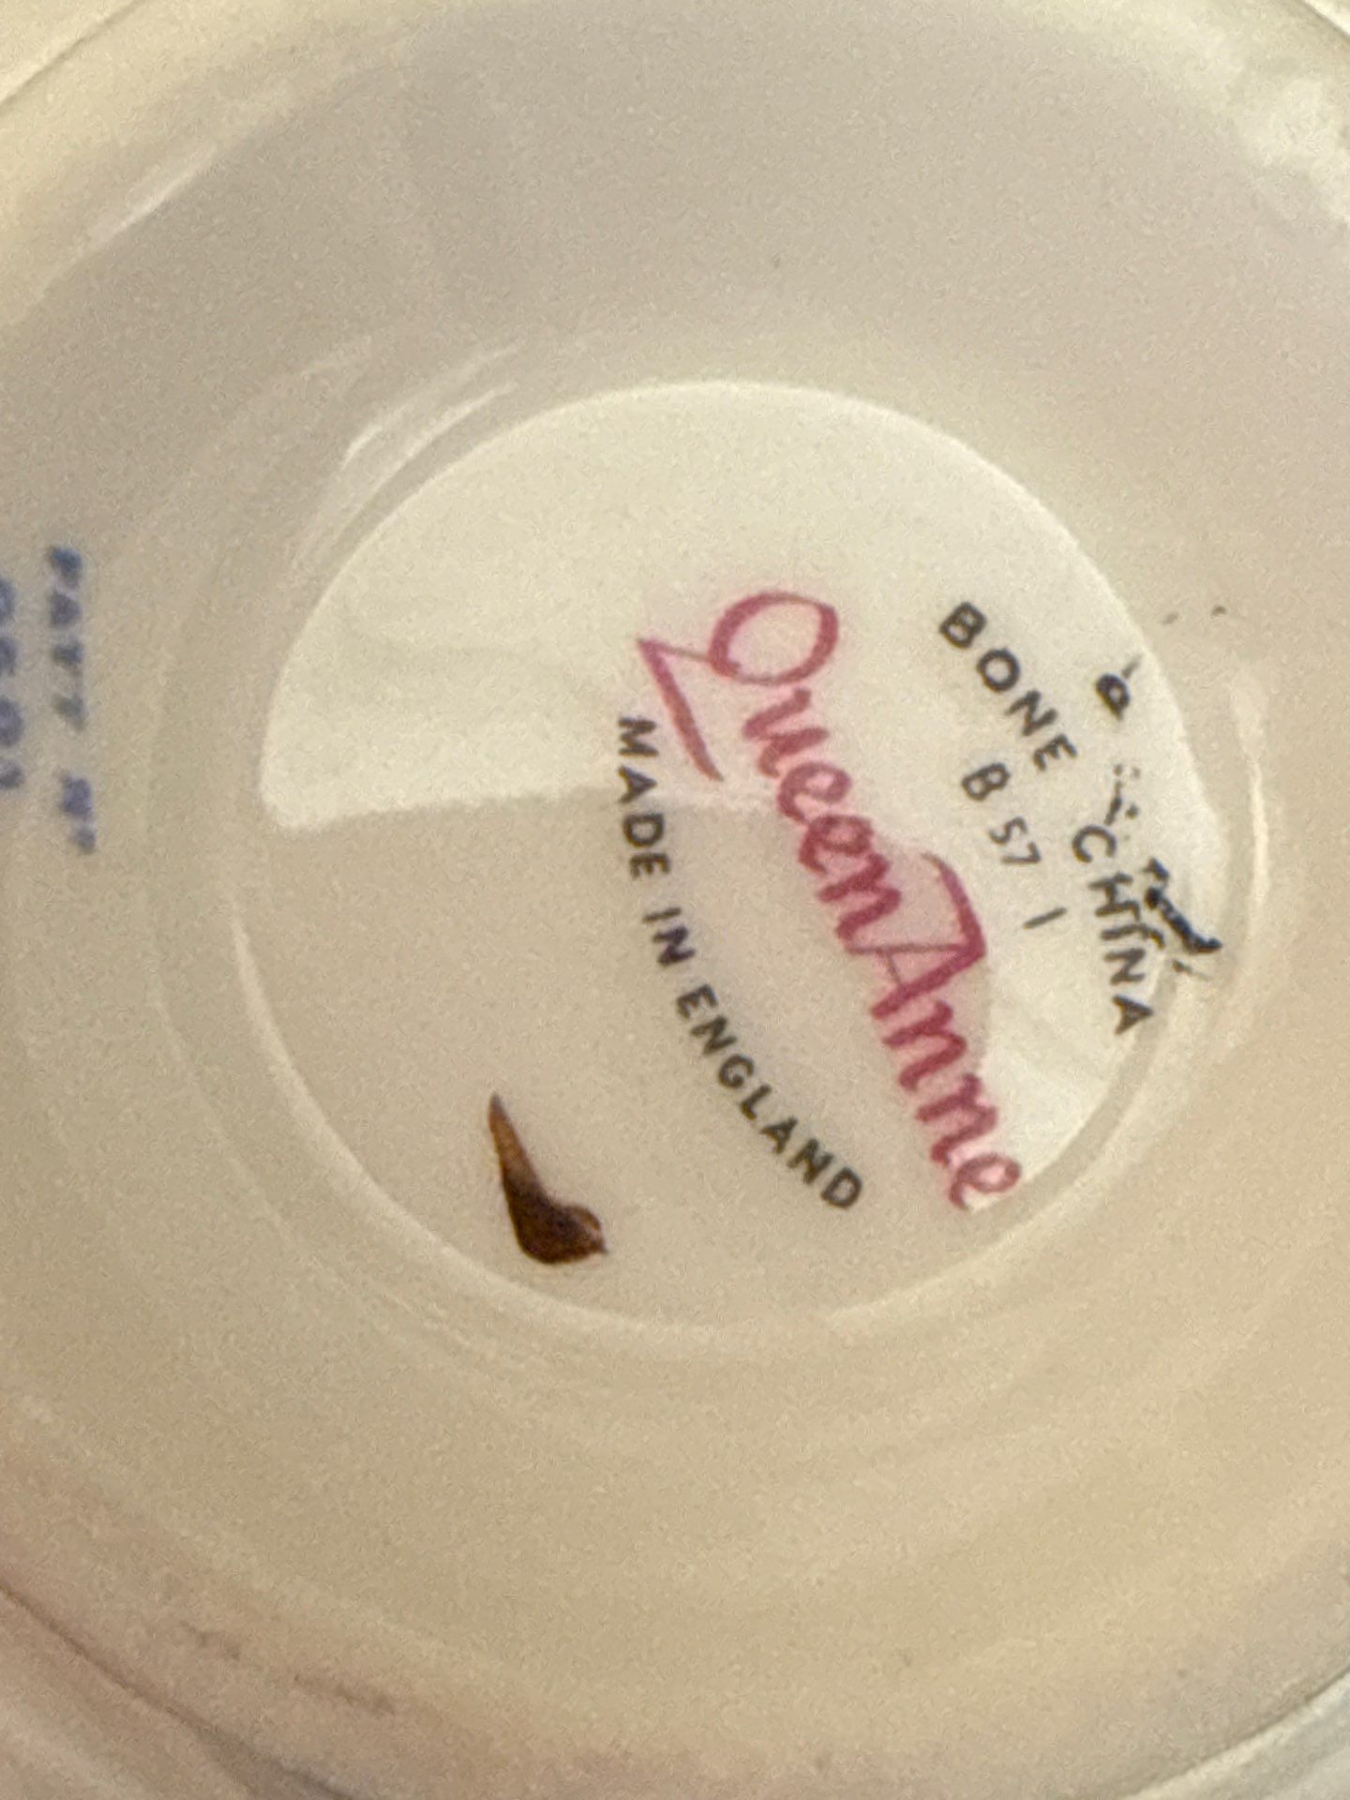 BONE CHINA
B 57 1
Queen Anne
MADE IN ENGLAND
PATT Nº